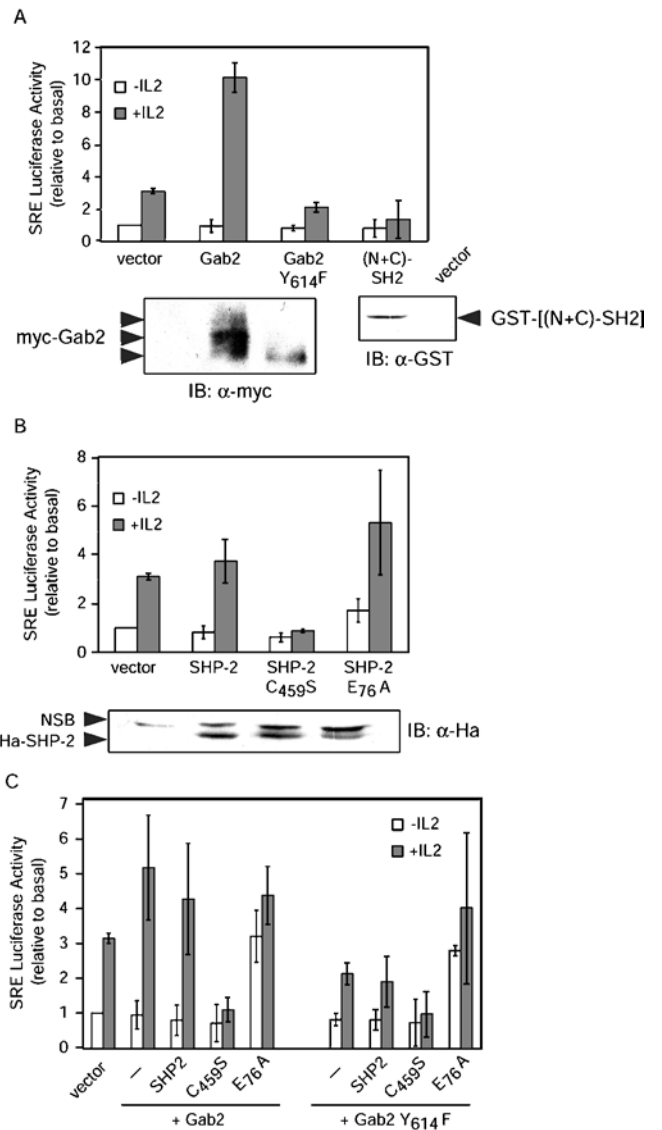 A
SRE Luciferase Activity
(relative to basal)
12
10
8
6
4
2
0
-IL2
+IL2
vector
Gab2
Gab2
Y614F
(N+C)-
SH2
vector
myc-Gab2
IB: α-myc
GST-[(N+C)-SH2]
IB: α-GST
B
SRE Luciferase Activity
(relative to basal)
8
6
4
2
0
-IL2
+IL2
vector
SHP-2
SHP-2
C459S
SHP-2
E76 A
NSB
Ha-SHP-2
IB: α-Ha
C
SRE Luciferase Activity
(relative to basal)
7
6
5
4
3
2
1
0
-IL2
+IL2
vector
–
SHP2
C459S
E76 A
–
SHP2
C459S
E76 A
+ Gab2
+ Gab2 Y614 F